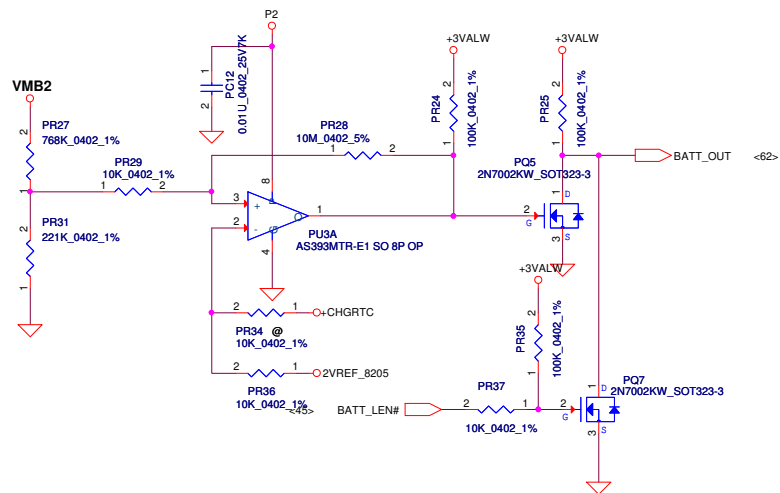 P2
+3VALW
+3VALW
1
2
PC12
0.01U_0402_25V7K
VMB2
2
PR27
768K_0402_1%
1
PR29
10K_0402_1%
1
2
PR28
10M_0402_5%
1
2
2
PR24
100K_0402_1%
1
2
PR25
100K_0402_1%
1
BATT_OUT
<62>
PQ5
2N7002KW_SOT323-3
2
PR31
221K_0402_1%
1
3
+
2
-
8
P
G
4
O
1
PU3A
AS393MTR-E1 SO 8P OP
2
G
1
D
3
S
+3VALW
2
PR34
@
10K_0402_1%
1
+CHGRTC
2
PR36
10K_0402_1%
1
2VREF_8205
2
PR35
100K_0402_1%
1
<45>
BATT_LEN#
2
PR37
10K_0402_1%
1
2
G
1
D
3
S
PQ7
2N7002KW_SOT323-3